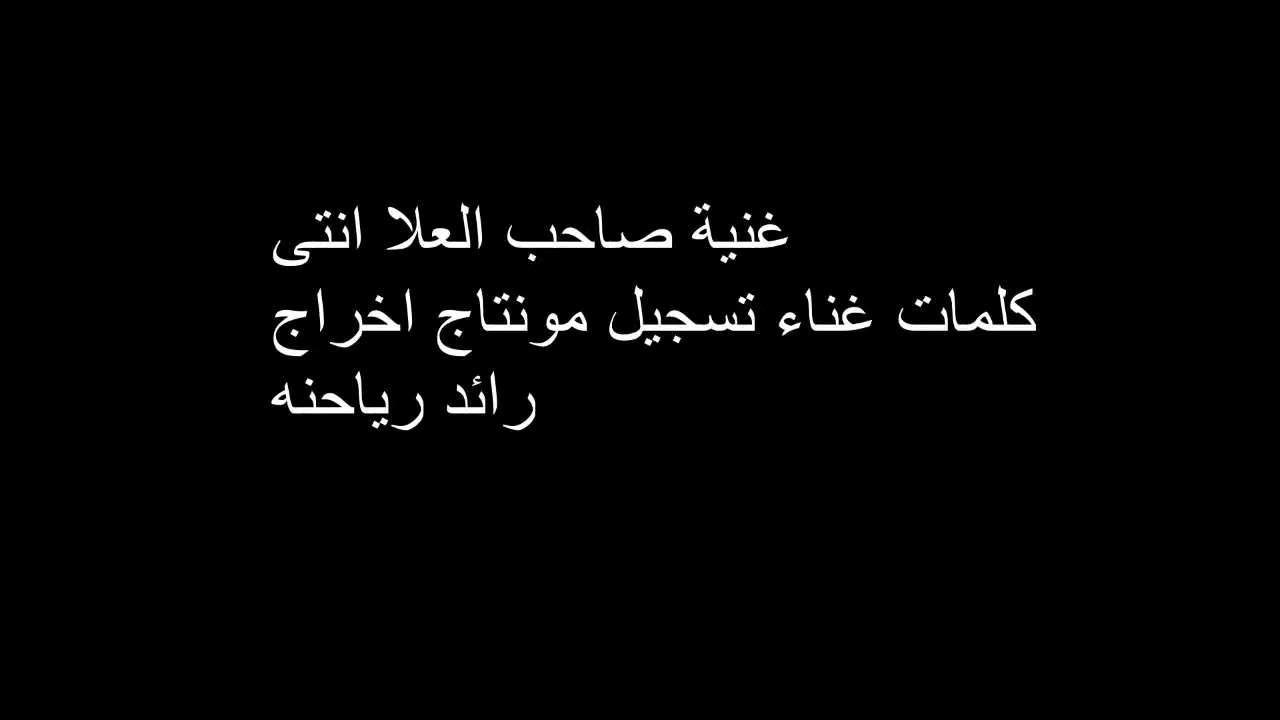 غنية صاحب العلا انتى
كلمات غناء تسجيل مونتاج اخراج
رائد رياحنه